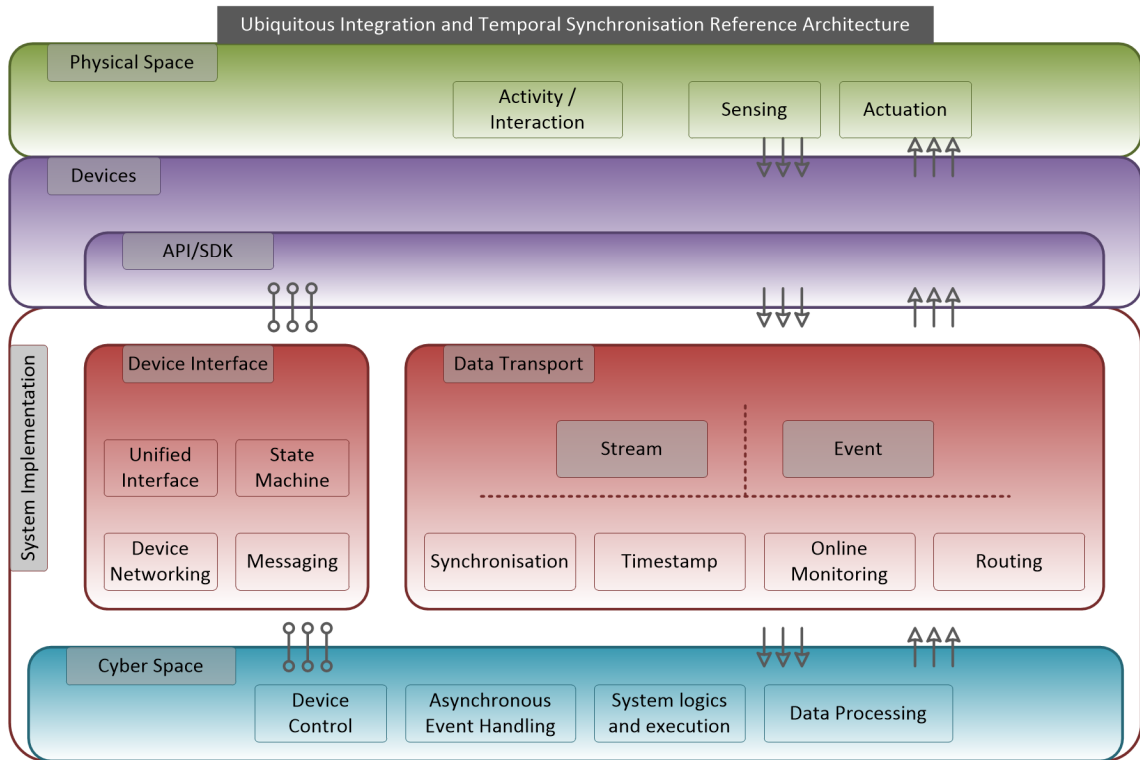 Ubiquitous Integration and Temporal Synchronisation Reference Architecture
Physical Space
Activity /
Interaction
Sensing
Actuation
Devices
API/SDK
System Implementation
Device Interface
Unified
Interface
State
Machine
Device
Networking
Messaging
Data Transport
Stream
Event
Synchronisation
Timestamp
Online
Monitoring
Routing
Cyber Space
Device
Control
Asynchronous
Event Handling
System logics
and execution
Data Processing